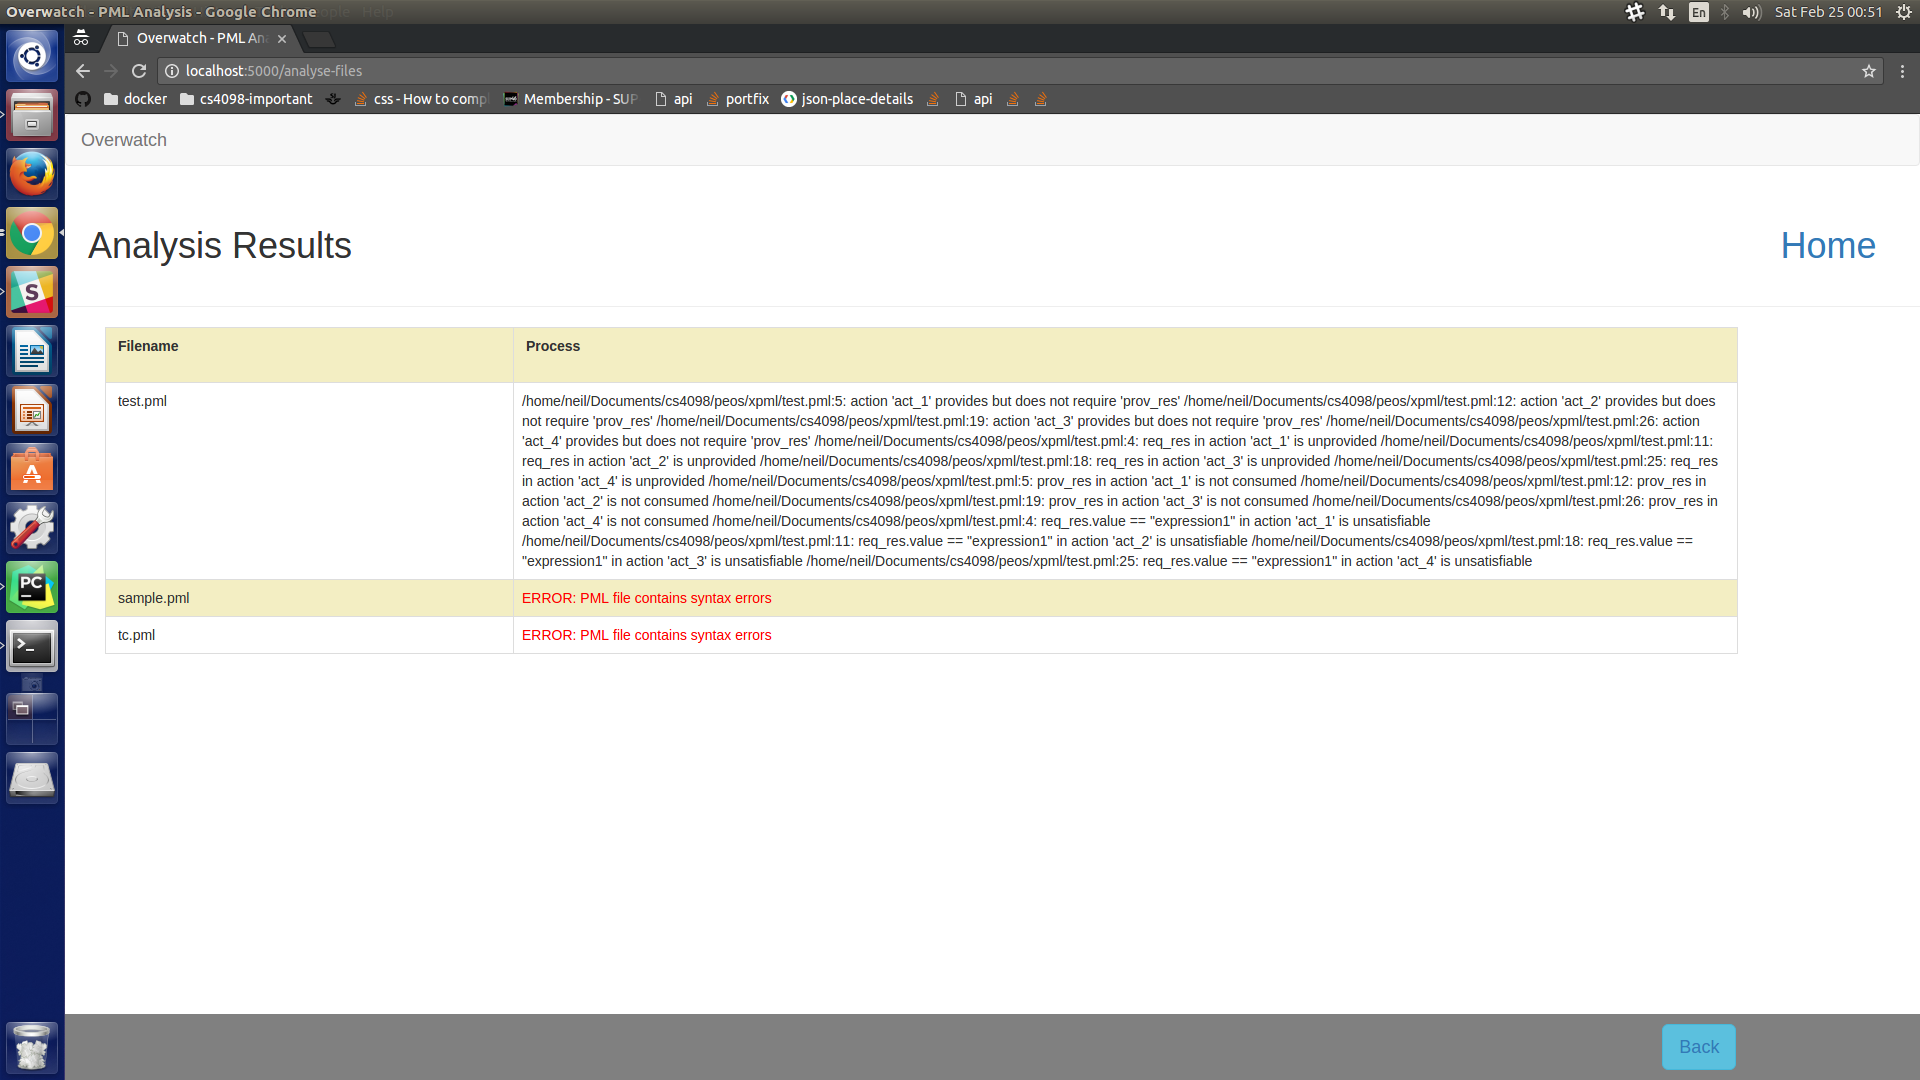 Overwatch - PML Analysis - Google Chrome
Help
En
Sat Feb 25 00:51
Overwatch - PML An
localhost:5000/analyse-files
docker
cs4098-important
css - How to compl
Membership - SUP
api
portfix
json-place-details
api
Overwatch
Analysis Results
Home
Filename
Process
test.pml
/home/neil/Documents/cs4098/peos/xpml/test.pml:5: action 'act_1' provides but does not require 'prov_res' /home/neil/Documents/cs4098/peos/xpml/test.pml:12: action 'act_2' provides but does
not require 'prov_res' /home/neil/Documents/cs4098/peos/xpml/test.pml:19: action 'act_3' provides but does not require 'prov_res' /home/neil/Documents/cs4098/peos/xpml/test.pml:26: action
'act_4' provides but does not require 'prov_res' /home/neil/Documents/cs4098/peos/xpml/test.pml:4: req_res in action 'act_1' is unprovided /home/neil/Documents/cs4098/peos/xpml/test.pml:11:
req_res in action 'act_2' is unprovided /home/neil/Documents/cs4098/peos/xpml/test.pml:18: req_res in action 'act_3' is unprovided /home/neil/Documents/cs4098/peos/xpml/test.pml:25: req_res
in action 'act_4' is unprovided /home/neil/Documents/cs4098/peos/xpml/test.pml:5: prov_res in action 'act_1' is not consumed /home/neil/Documents/cs4098/peos/xpml/test.pml:12: prov_res in
action 'act_2' is not consumed /home/neil/Documents/cs4098/peos/xpml/test.pml:19: prov_res in action 'act_3' is not consumed /home/neil/Documents/cs4098/peos/xpml/test.pml:26: prov_res in
action 'act_4' is not consumed /home/neil/Documents/cs4098/peos/xpml/test.pml:4: req_res.value == "expression1" in action 'act_1' is unsatisfiable
/home/neil/Documents/cs4098/peos/xpml/test.pml:11: req_res.value == "expression1" in action 'act_2' is unsatisfiable /home/neil/Documents/cs4098/peos/xpml/test.pml:18: req_res.value ==
"expression1" in action 'act_3' is unsatisfiable /home/neil/Documents/cs4098/peos/xpml/test.pml:25: req_res.value == "expression1" in action 'act_4' is unsatisfiable
sample.pml
ERROR: PML file contains syntax errors
tc.pml
ERROR: PML file contains syntax errors
S
A
PC
>_
Back